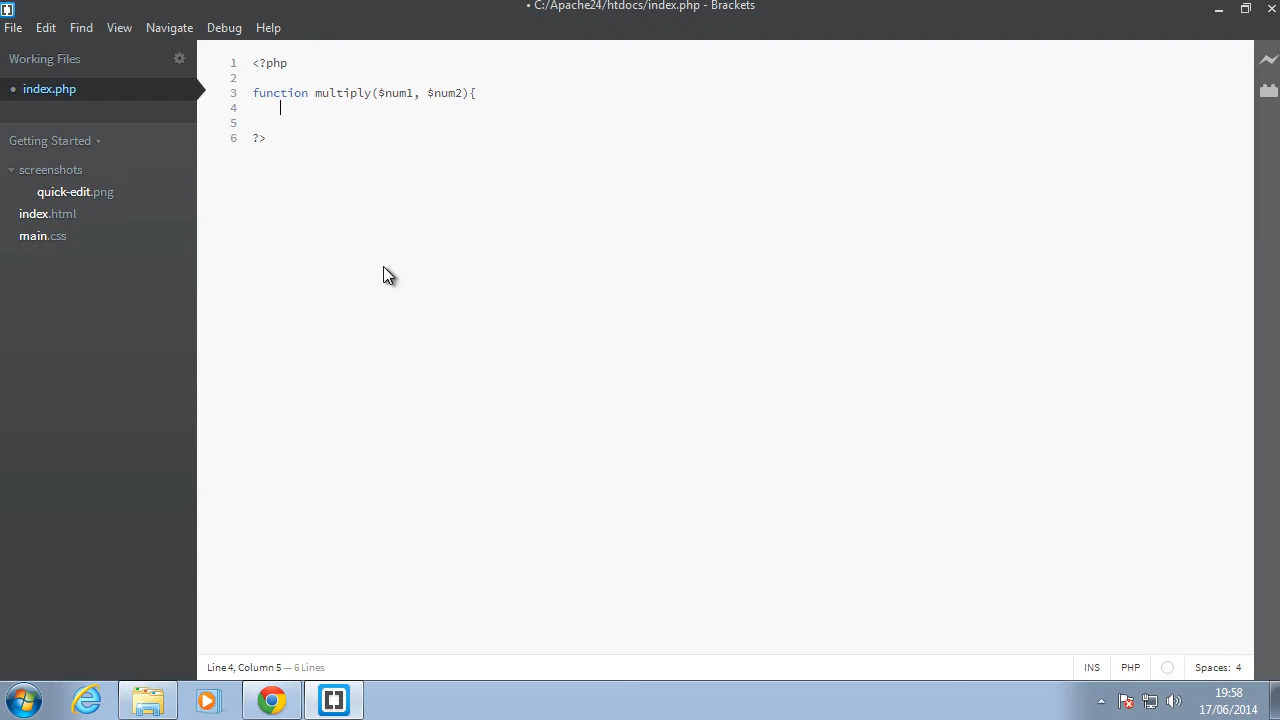 • C:/Apache24/htdocs/index.php - Brackets
File Edit Find View Navigate Debug Help
Working Files
• index.php
Getting Started
screenshots
quick-edit.png
index.html
main.css
1 <?php
2
3 function multiply($num1, $num2){
4
5
6 ?>
Line 4, Column 5 — 6 Lines
INS PHP Spaces: 4
19:58
17/06/2014